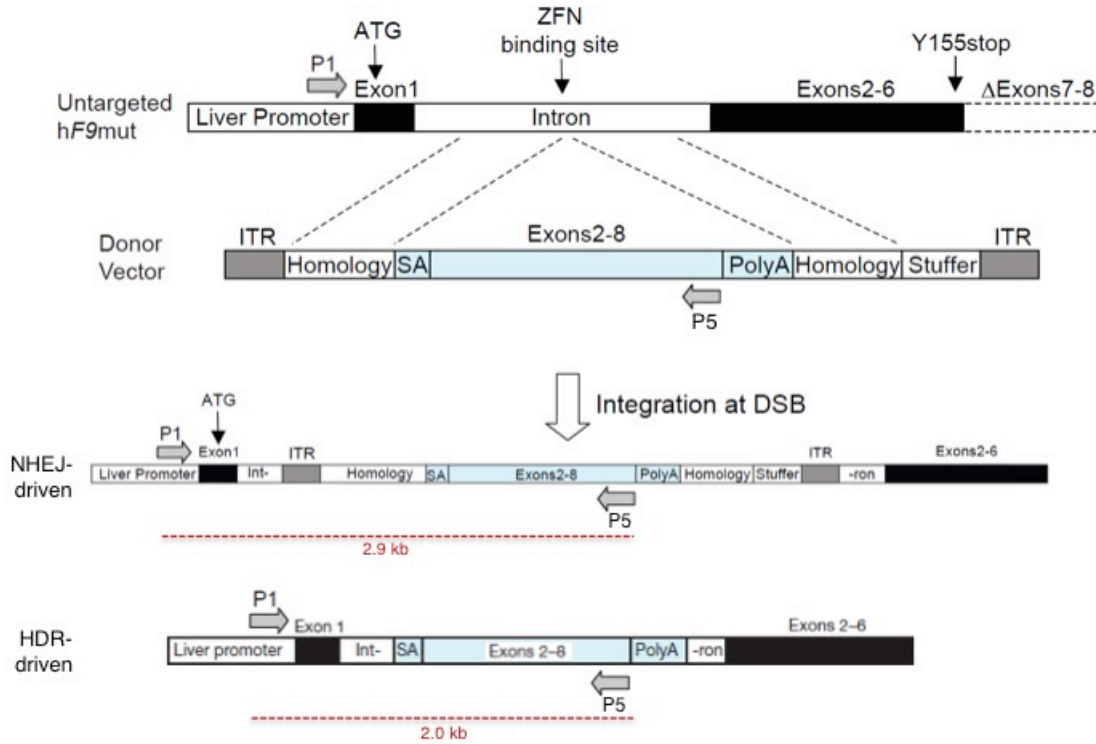 ATG
ZFN
binding site
Y155stop
P1
Exon1
Exons2-6
ΔExons7-8
Untargeted
hF9mut
Liver Promoter
Intron
Donor
Vector
ITR
Exons2-8
ITR
Homology
SA
PolyA
Homology
Stuffer
P5
Integration at DSB
ATG
P1
Exon1
ITR
ITR
Exons2-6
NHEJ-
driven
Liver Promoter
Int-
Homology
SA
Exons2-8
PolyA
Homology
Stuffer
-ron
P5
2.9 kb
P1
Exon 1
Exons 2–6
HDR-
driven
Liver promoter
Int-
SA
Exons 2–8
PolyA
-ron
P5
2.0 kb